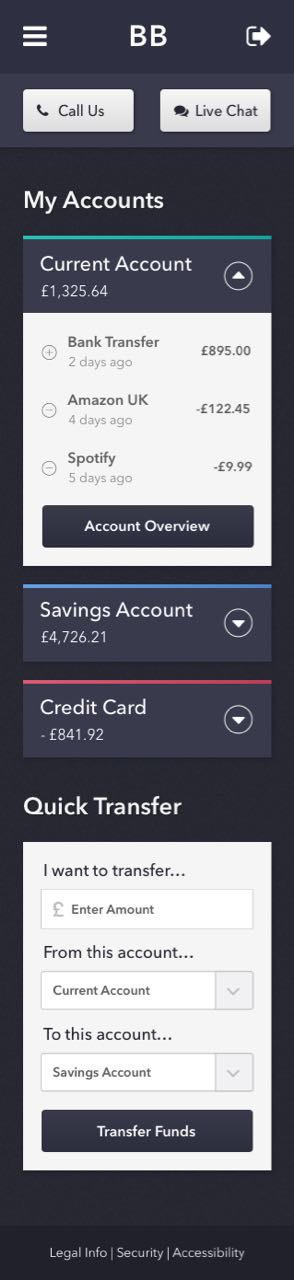 BB
Call Us
Live Chat
My Accounts
Current Account
£1,325.64
Bank Transfer
£895.00
2 days ago
Amazon UK
-£122.45
4 days ago
Spotify
-£9.99
5 days ago
Account Overview
Savings Account
£4,726.21
Credit Card
- £841.92
Quick Transfer
I want to transfer...
£ Enter Amount
From this account...
Current Account
To this account...
Savings Account
Transfer Funds
Legal Info | Security | Accessibility